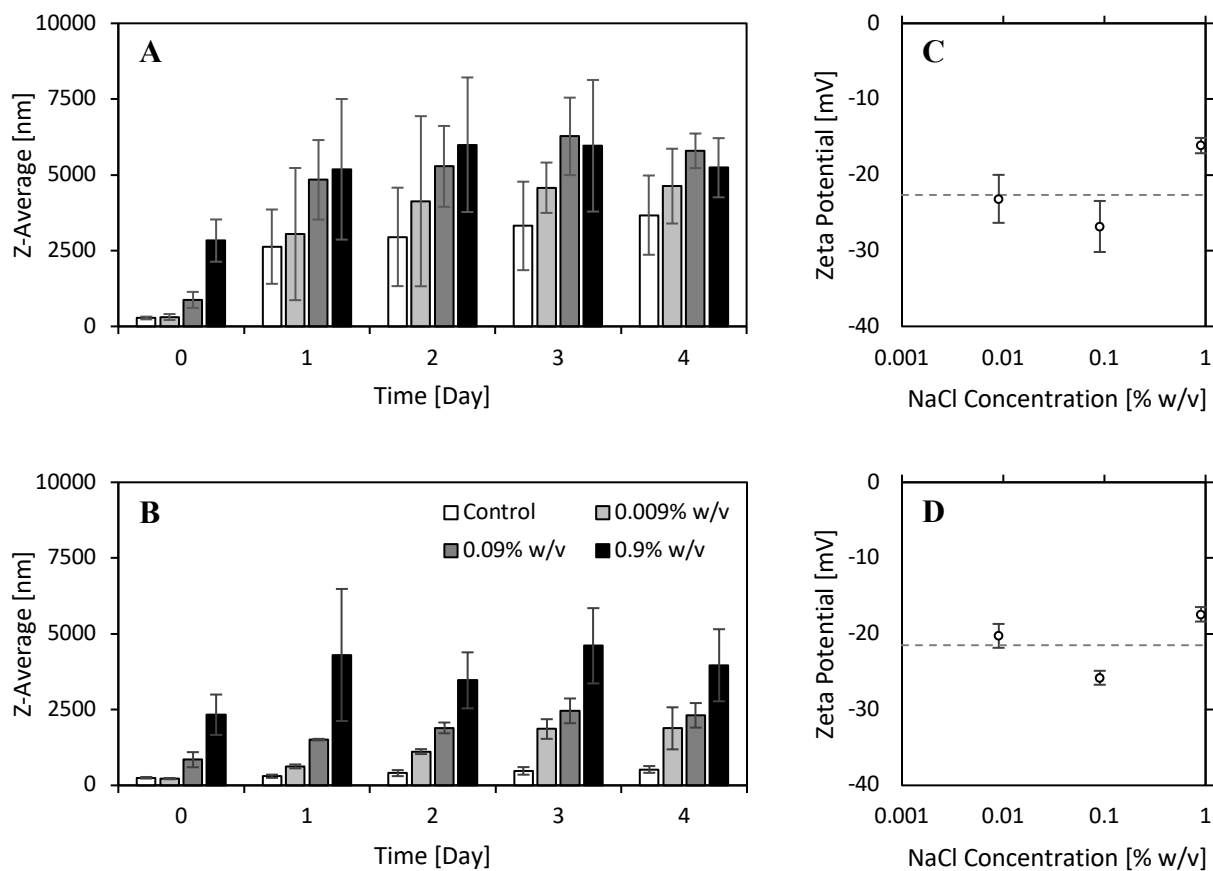 A
Z-Average [nm]
10000
7500
5000
2500
0
0 1 2 3 4
Time [Day]
C
Zeta Potential [mV]
0
-10
-20
-30
-40
0.001 0.01 0.1 1
NaCl Concentration [% w/v]
B
Control 0.009% w/v
0.09% w/v 0.9% w/v
Z-Average [nm]
10000
7500
5000
2500
0
0 1 2 3 4
Time [Day]
D
Zeta Potential [mV]
0
-10
-20
-30
-40
0.001 0.01 0.1 1
NaCl Concentration [% w/v]